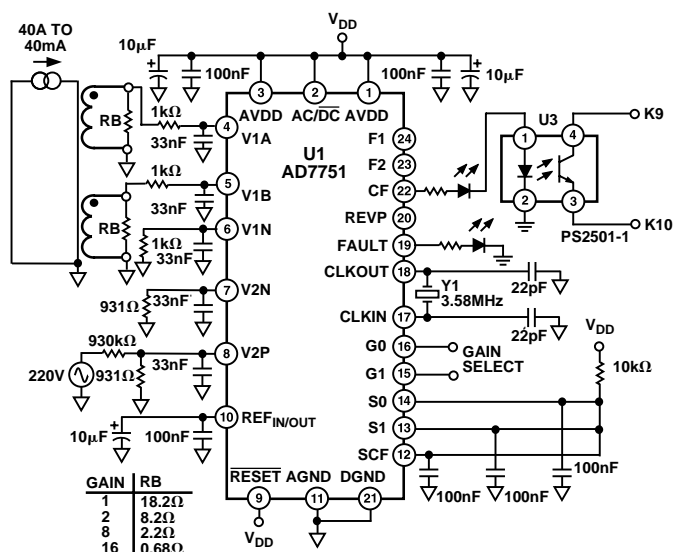 40A TO
40mA
VDD
10μF
100nF
100nF
10μF
3
2
1
AVDD
AC/DC
AVDD
RB
1kΩ
33nF
4
V1A
U1
AD7751
F1
24
F2
23
CF
22
REVP
20
FAULT
19
CLKOUT
18
CLKIN
17
G0
16
G1
15
S0
14
S1
13
SCF
12
U3
1
4
2
3
K9
K10
PS2501-1
RB
1kΩ
33nF
5
V1B
1kΩ
33nF
6
V1N
931Ω
33nF
7
V2N
930kΩ
220V
931Ω
33nF
8
V2P
10μF
100nF
10
REFIN/OUT
Y1
3.58MHz
22pF
22pF
GAIN
SELECT
VDD
10kΩ
100nF
100nF
100nF
RESET
AGND
DGND
9
11
21
VDD
GAIN RB
1 18.2Ω
2 8.2Ω
8 2.2Ω
16 0.68Ω